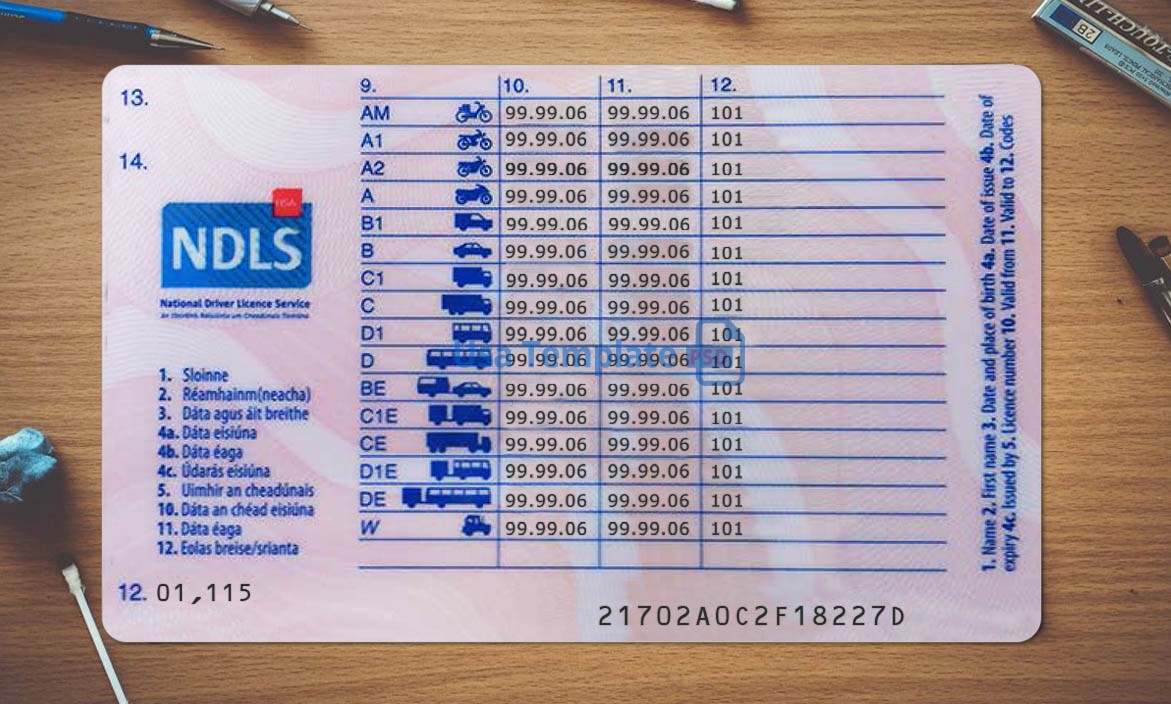 2B
13.
14.
RSA
NDLS
National Driver Licence Service
1. Sloinne
2. Réamhainm(neacha)
3. Dáta agus áit breithe
4a. Dáta eisiúna
4b. Dáta éaga
4c. Údarás eisiúna
5. Uimhir an cheadúnais
10. Dáta an chéad eisiúna
11. Dáta éaga
12. Eolas breise/srianta
12. 01,115
9. 10. 11. 12.
AM 99.99.06 99.99.06 101
A1 99.99.06 99.99.06 101
A2 99.99.06 99.99.06 101
A 99.99.06 99.99.06 101
B1 99.99.06 99.99.06 101
B 99.99.06 99.99.06 101
C1 99.99.06 99.99.06 101
C 99.99.06 99.99.06 101
D1 99.99.06 99.99.06 101
D 99.99.06 99.99.06 101
Usa Template PSD
BE 99.99.06 99.99.06 101
C1E 99.99.06 99.99.06 101
CE 99.99.06 99.99.06 101
D1E 99.99.06 99.99.06 101
DE 99.99.06 99.99.06 101
W 99.99.06 99.99.06 101
21702A0C2F18227D
1. Name 2. First name 3. Date and place of birth 4a. Date of issue 4b. Date of
expiry 4c. Issued by 5. Licence number 10. Valid from 11. Valid to 12. Codes